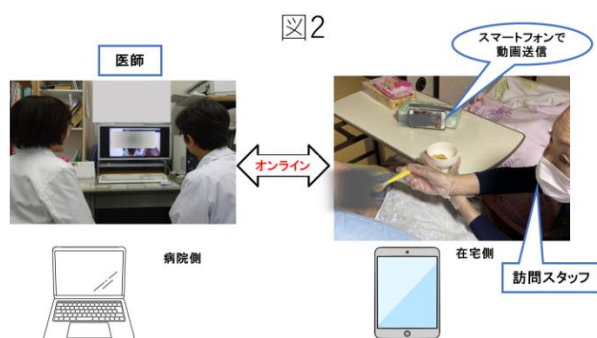 図2
医師
スマートフォンで
動画送信
オンライン
病院側
在宅側
訪問スタッフ